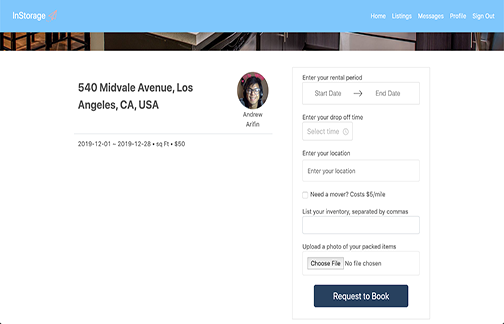 InStorage
Home Listings Messages Profile Sign Out
540 Midvale Avenue, Los
Angeles, CA, USA
Andrew
Arifin
2019-12-01 ~ 2019-12-28 • sq Ft • $50
Enter your rental period
Start Date → End Date
Enter your drop off time
Select time
Enter your location
Enter your location
Need a mover? Costs $5/mile
List your inventory, separated by commas
Upload a photo of your packed items
Choose File No file chosen
Request to Book